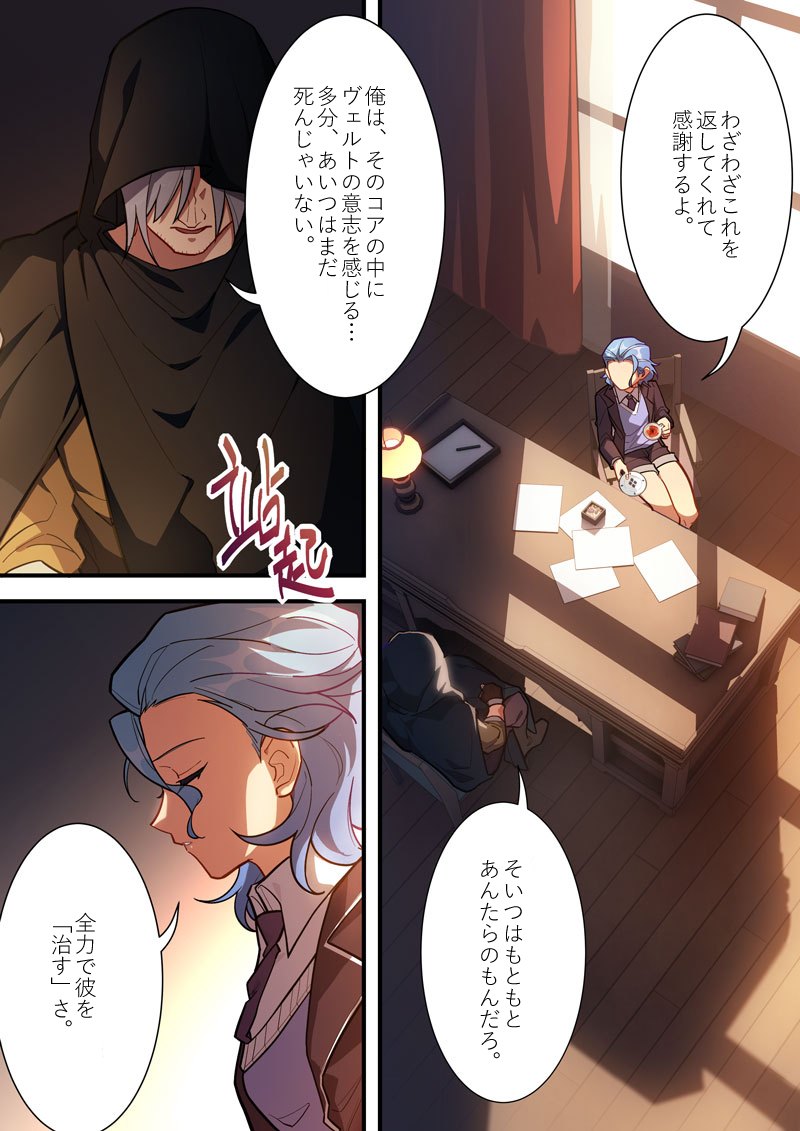 わざわざこれを
返してくれて
感謝するよ。
そいつはもともと
あんたらのもんだろ。
俺は、そのコアの中に
ヴェルトの意志を感じる…
多分、あいつはまだ
死んじゃいない。
站起
全力で彼を
「治す」さ。